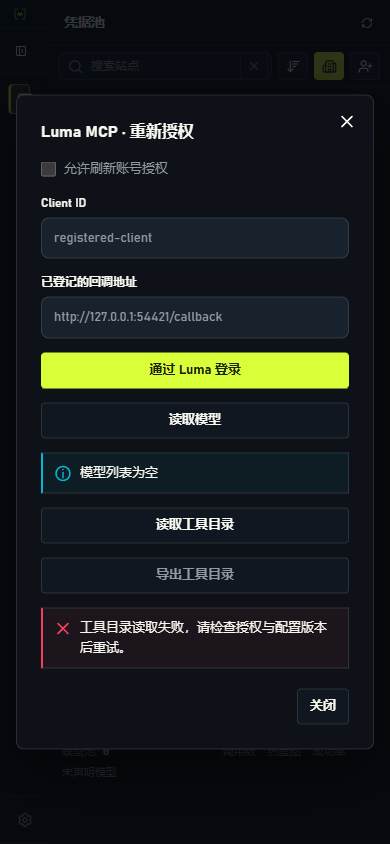 凭据池
搜索站点
Luma MCP · 重新授权
允许刷新账号授权
Client ID
registered-client
已登记的回调地址
http://127.0.0.1:54421/callback
通过 Luma 登录
读取模型
模型列表为空
读取工具目录
导出工具目录
工具目录读取失败，请检查授权与配置版本
后重试。
关闭
未声明模型